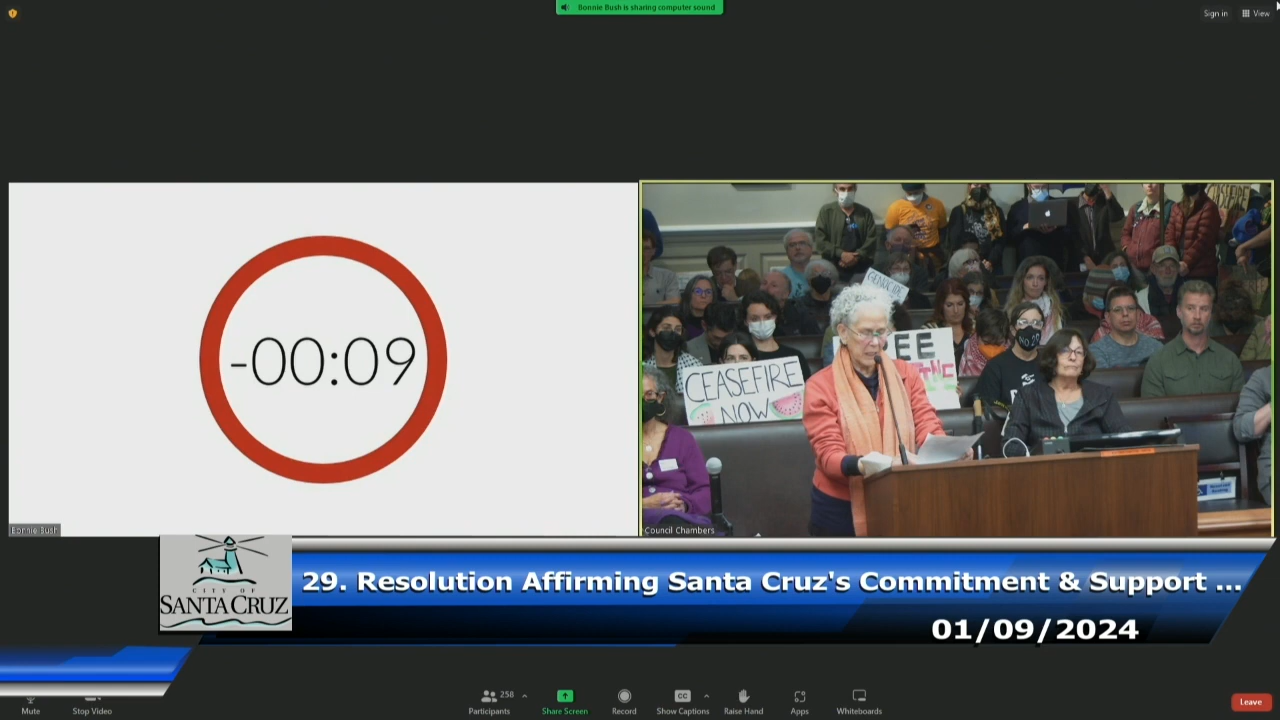 Bonnie Bush is sharing computer sound
Sign in
View
-00:09
GENOCIDE
CEASEFIRE
NOW
EE
Bonnie Bush
Council Chambers
CITY OF
SANTA CRUZ
29. Resolution Affirming Santa Cruz's Commitment & Support ...
01/09/2024
Mute
Stop Video
258
Participants
Share Screen
Record
CC
Show Captions
Raise Hand
Apps
Whiteboards
Leave